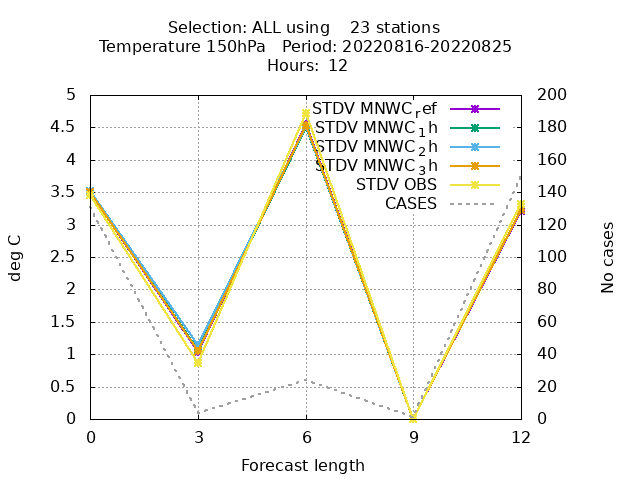 Selection: ALL using    23 stations
Temperature 150hPa   Period: 20220816-20220825
Hours:  12
STDV MNWC_ref
STDV MNWC_1h
STDV MNWC_2h
STDV MNWC_3h
STDV OBS
CASES
deg C
5
4.5
4
3.5
3
2.5
2
1.5
1
0.5
0
200
180
160
140
120
100
80
60
40
20
0
No cases
0 3 6 9 12
Forecast length